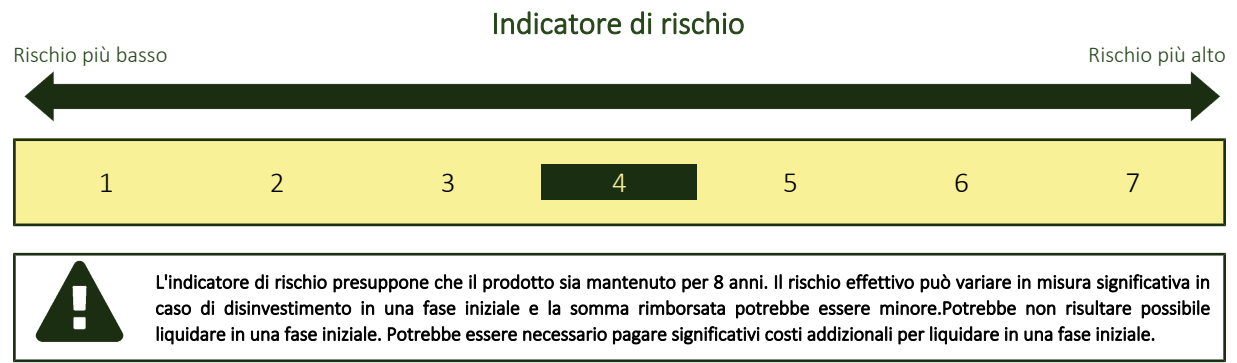 Indicatore di rischio
Rischio più basso
Rischio più alto
1 2 3 4 5 6 7
L'indicatore di rischio presuppone che il prodotto sia mantenuto per 8 anni. Il rischio effettivo può variare in misura significativa in
caso di disinvestimento in una fase iniziale e la somma rimborsata potrebbe essere minore.Potrebbe non risultare possibile
liquidare in una fase iniziale. Potrebbe essere necessario pagare significativi costi addizionali per liquidare in una fase iniziale.